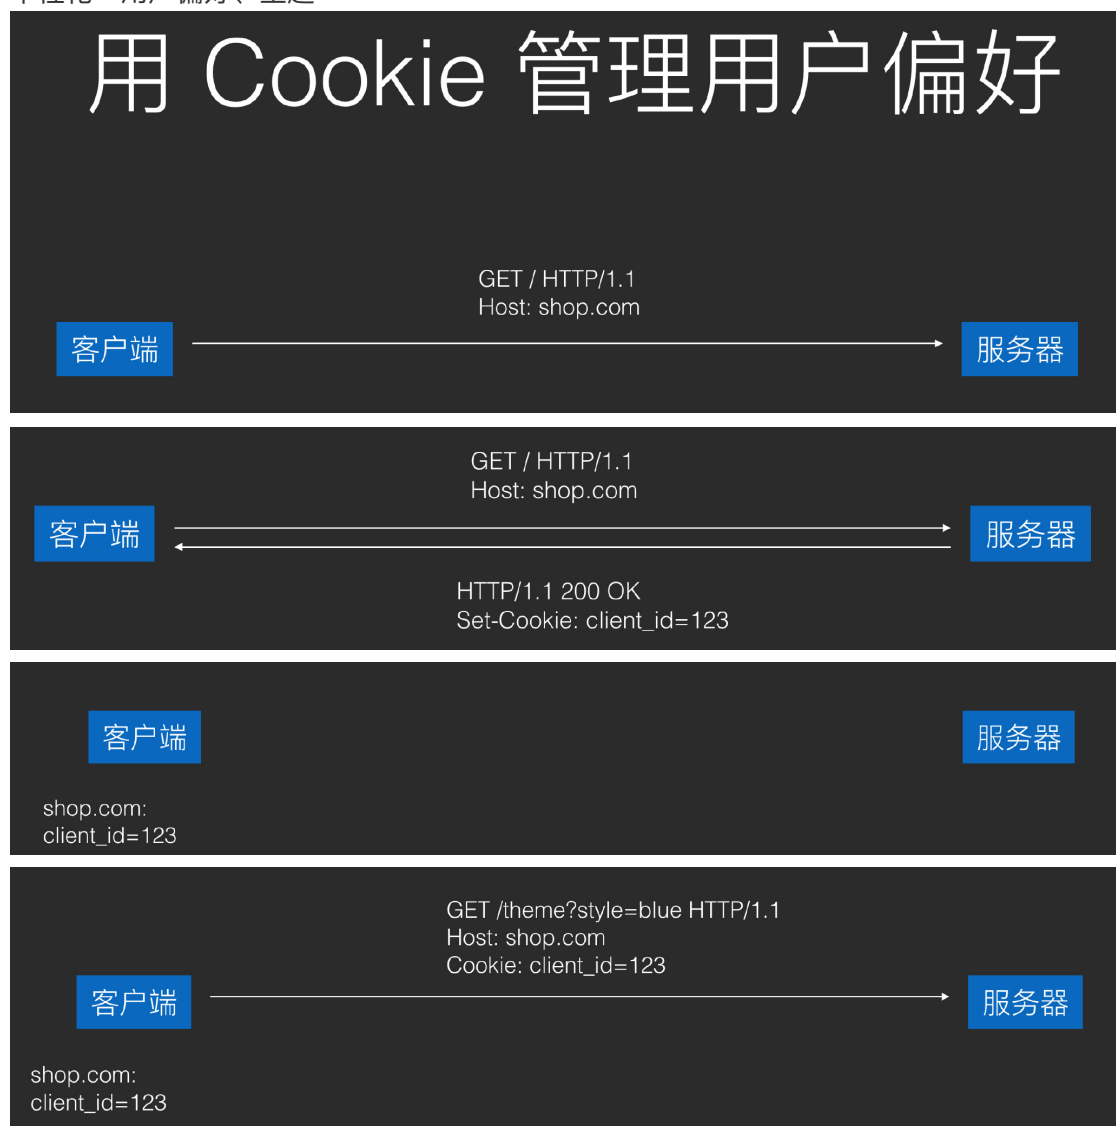 用 Cookie 管理用户偏好
GET / HTTP/1.1
Host: shop.com
客户端
服务器
GET / HTTP/1.1
Host: shop.com
客户端
服务器
HTTP/1.1 200 OK
Set-Cookie: client_id=123
客户端
服务器
shop.com:
client_id=123
GET /theme?style=blue HTTP/1.1
Host: shop.com
Cookie: client_id=123
客户端
服务器
shop.com:
client_id=123